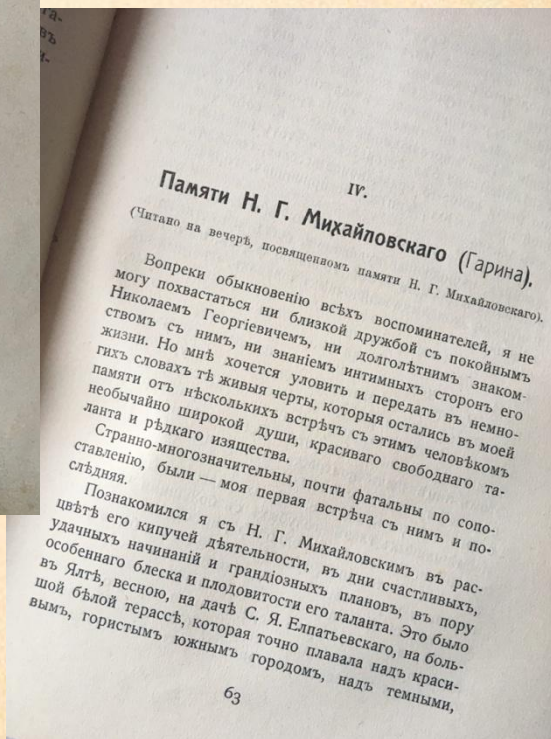 та-
въ
и-
IV.
Памяти Н. Г. Михайловскаго (Гарина).
(Читано на вечерѣ, посвященномъ памяти Н. Г. Михайловскаго).
Вопреки обыкновенію всѣхъ воспоминателей, я не
могу похвастаться ни близкой дружбой съ покойнымъ
Николаемъ Георгіевичемъ, ни долголѣтнимъ знаком-
ствомъ съ нимъ, ни знаніемъ интимныхъ сторонъ его
жизни. Но мнѣ хочется уловить и передать въ немно-
гихъ словахъ тѣ живыя черты, которыя остались въ моей
памяти отъ нѣсколькихъ встрѣчъ съ этимъ человѣкомъ
необычайно широкой души, красиваго свободнаго та-
ланта и рѣдкаго изящества.
Странно-многозначительны, почти фатальны по сопо-
ставленію, были — моя первая встрѣча съ нимъ и по-
слѣдняя.
Познакомился я съ Н. Г. Михайловскимъ въ рас-
цвѣтѣ его кипучей дѣятельности, въ дни счастливыхъ,
удачныхъ начинаній и грандіозныхъ плановъ, въ пору
особеннаго блеска и плодовитости его таланта. Это было
въ Ялтѣ, весною, на дачѣ С. Я. Елпатьевскаго, на боль-
шой бѣлой террассѣ, которая точно плавала надъ краси-
вымъ, гористымъ южнымъ городомъ, надъ темными,
63